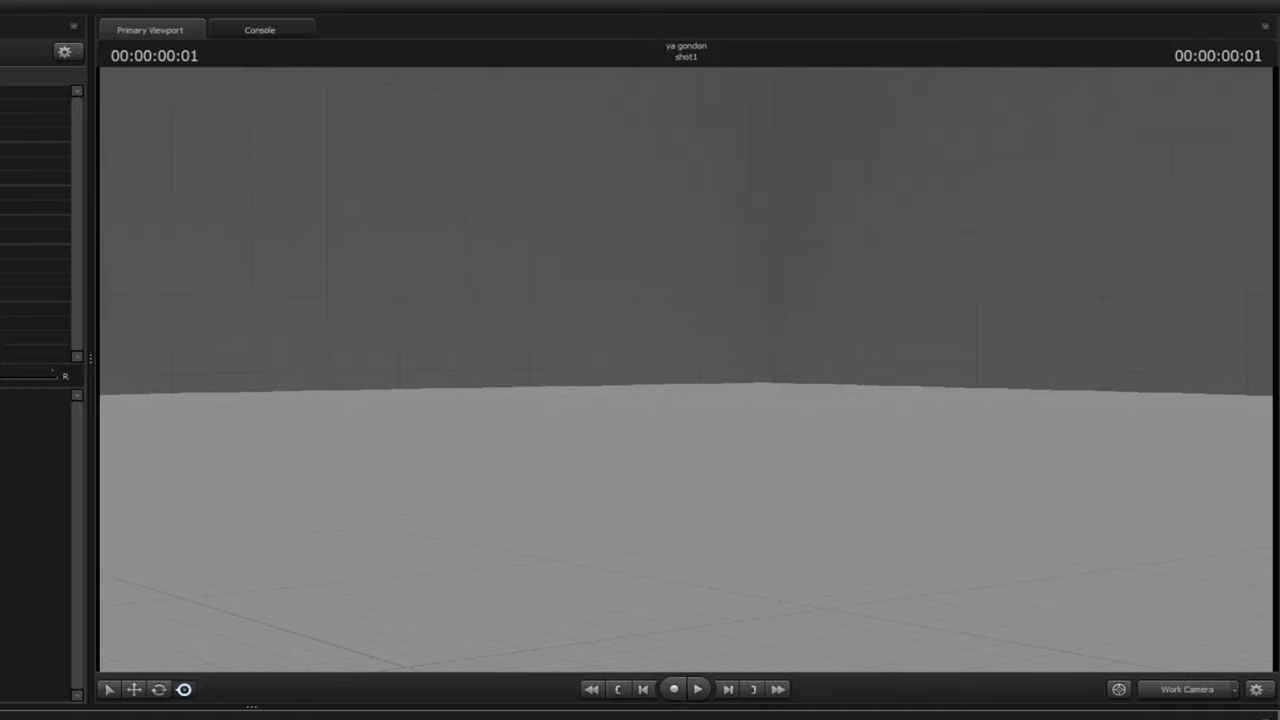 Primary Viewport
Console
00:00:00:01
ya gondon
shot1
00:00:00:01
R
Work Camera